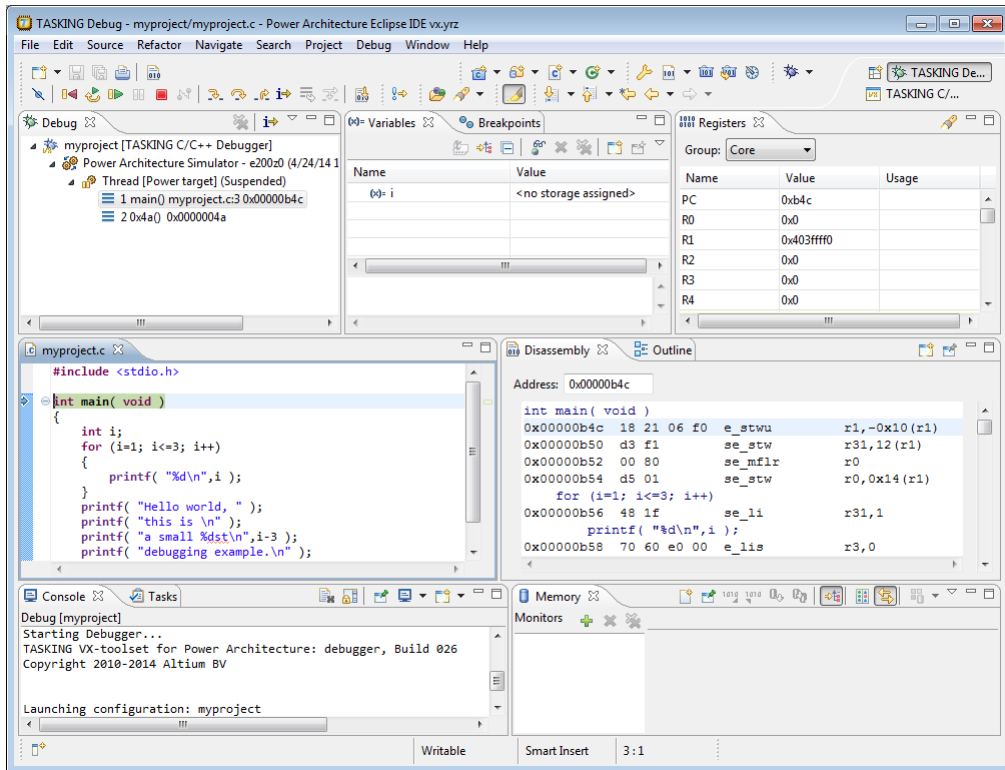 TASKING Debug - myproject/myproject.c - Power Architecture Eclipse IDE vx.yrz
File Edit Source Refactor Navigate Search Project Debug Window Help
TASKING De...
TASKING C/...
Debug
myproject [TASKING C/C++ Debugger]
Power Architecture Simulator - e200z0 (4/24/14 1
Thread [Power target] (Suspended)
1 main() myproject.c:3 0x00000b4c
2 0x4a() 0x0000004a
(x)= Variables Breakpoints
Name Value
(x)= i <no storage assigned>
Registers
Group: Core
Name Value Usage
PC 0xb4c
R0 0x0
R1 0x403ffff0
R2 0x0
R3 0x0
R4 0x0
myproject.c
#include <stdio.h>
int main( void )
{
int i;
for (i=1; i<=3; i++)
{
printf( "%d\n",i );
}
printf( "Hello world, " );
printf( "this is \n" );
printf( "a small %dst\n",i-3 );
printf( "debugging example.\n" );
Disassembly Outline
Address: 0x00000b4c
int main( void )
0x00000b4c 18 21 06 f0 e_stwu r1,-0x10(r1)
0x00000b50 d3 f1 se_stw r31,12(r1)
0x00000b52 00 80 se_mflr r0
0x00000b54 d5 01 se_stw r0,0x14(r1)
for (i=1; i<=3; i++)
0x00000b56 48 1f se_li r31,1
printf( "%d\n",i );
0x00000b58 70 60 e0 00 e_lis r3,0
Console Tasks
Debug [myproject]
Starting Debugger...
TASKING VX-toolset for Power Architecture: debugger, Build 026
Copyright 2010-2014 Altium BV
Launching configuration: myproject
Memory
Monitors
Writable Smart Insert 3:1